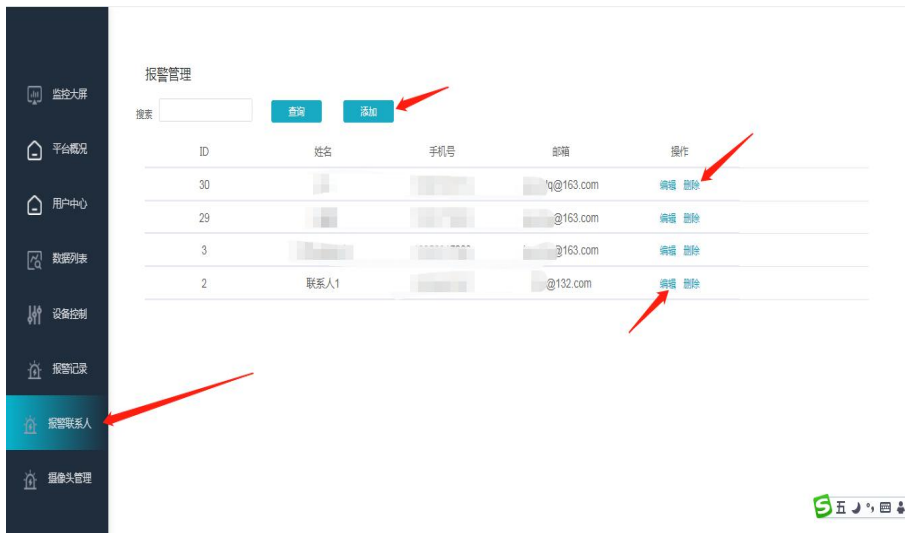 报警管理
搜索 查询 添加
ID 姓名 手机号 邮箱 操作
30 q@163.com 编辑 删除
29 @163.com 编辑 删除
3 @163.com 编辑 删除
2 联系人1 @132.com 编辑 删除
监控大屏
平台概况
用户中心
数据列表
设备控制
报警记录
报警联系人
摄像头管理
五